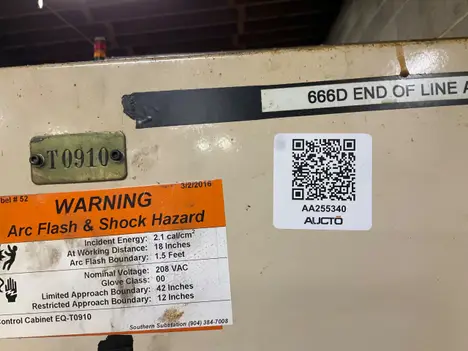 666D END OF LINE A
T0910
AA255340
AUCTO
bel # 52
3/2/2016
WARNING
Arc Flash & Shock Hazard
Incident Energy: 2.1 cal/cm²
At Working Distance: 18 Inches
Arc Flash Boundary: 1.5 Feet
Nominal Voltage: 208 VAC
Glove Class: 00
Limited Approach Boundary: 42 Inches
Restricted Approach Boundary: 12 Inches
Control Cabinet EQ-T0910
Southern Substation (904) 384-7008